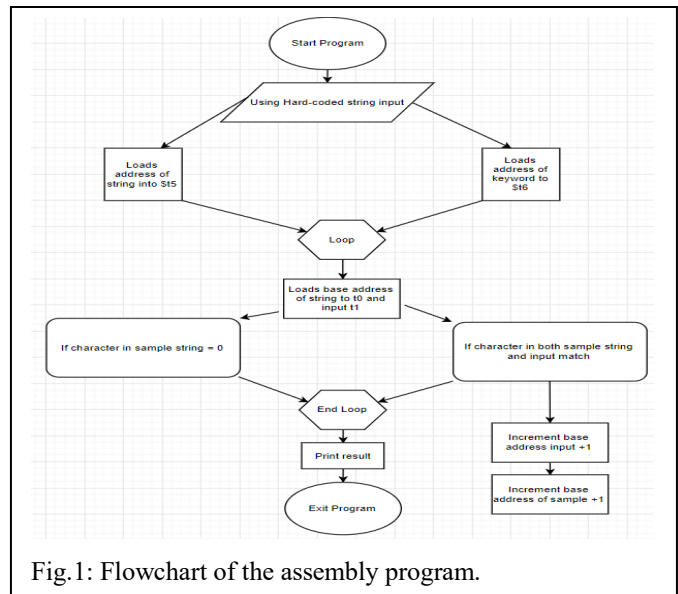 Start Program
Using Hard-coded string input
Loads
address of
string into $t5
Loads
address of
keyword to
$t6
Loop
Loads base address
of string to t0 and
input t1
If character in sample string = 0
If character in both sample string
and input match
End Loop
Increment base
address input +1
Print result
Increment base
address of sample +1
Exit Program
Fig.1: Flowchart of the assembly program.